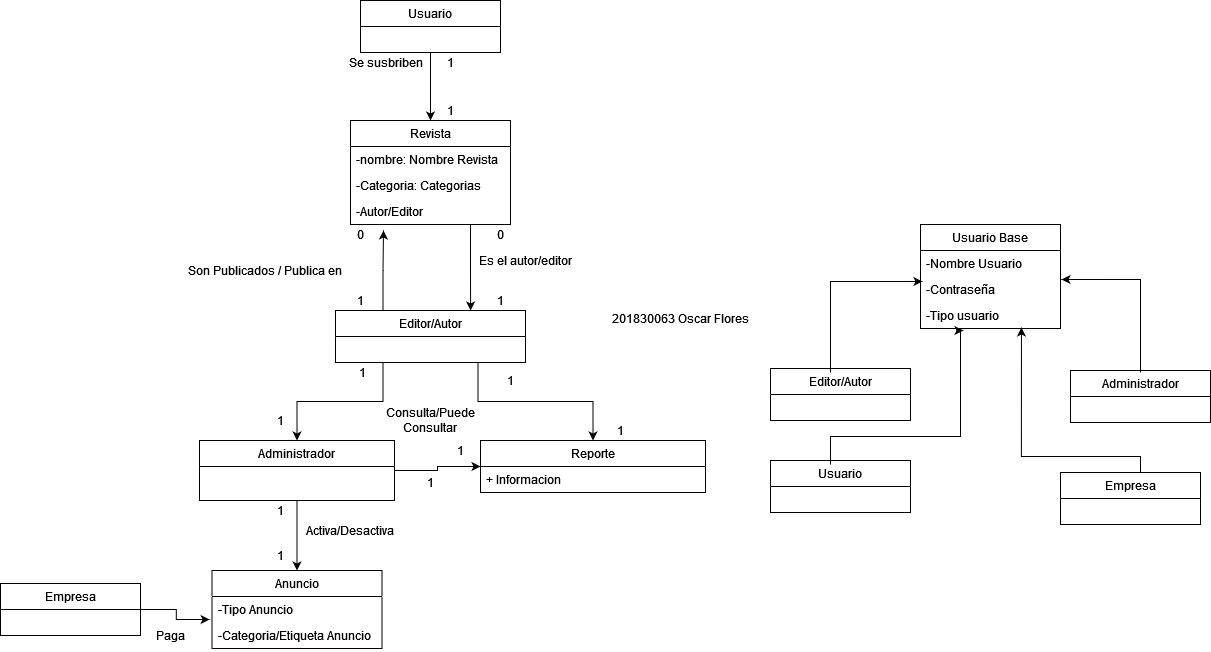 Usuario
Se susbriben
1
1
Revista
-nombre: Nombre Revista
-Categoria: Categorias
-Autor/Editor
0
0
Son Publicados / Publica en
Es el autor/editor
1
1
Editor/Autor
1
1
Consulta/Puede
Consultar
1
1
Administrador
1
1
Reporte
+ Informacion
1
Activa/Desactiva
1
Anuncio
-Tipo Anuncio
-Categoria/Etiqueta Anuncio
Empresa
Paga
201830063 Oscar Flores
Usuario Base
-Nombre Usuario
-Contraseña
-Tipo usuario
Editor/Autor
Administrador
Usuario
Empresa